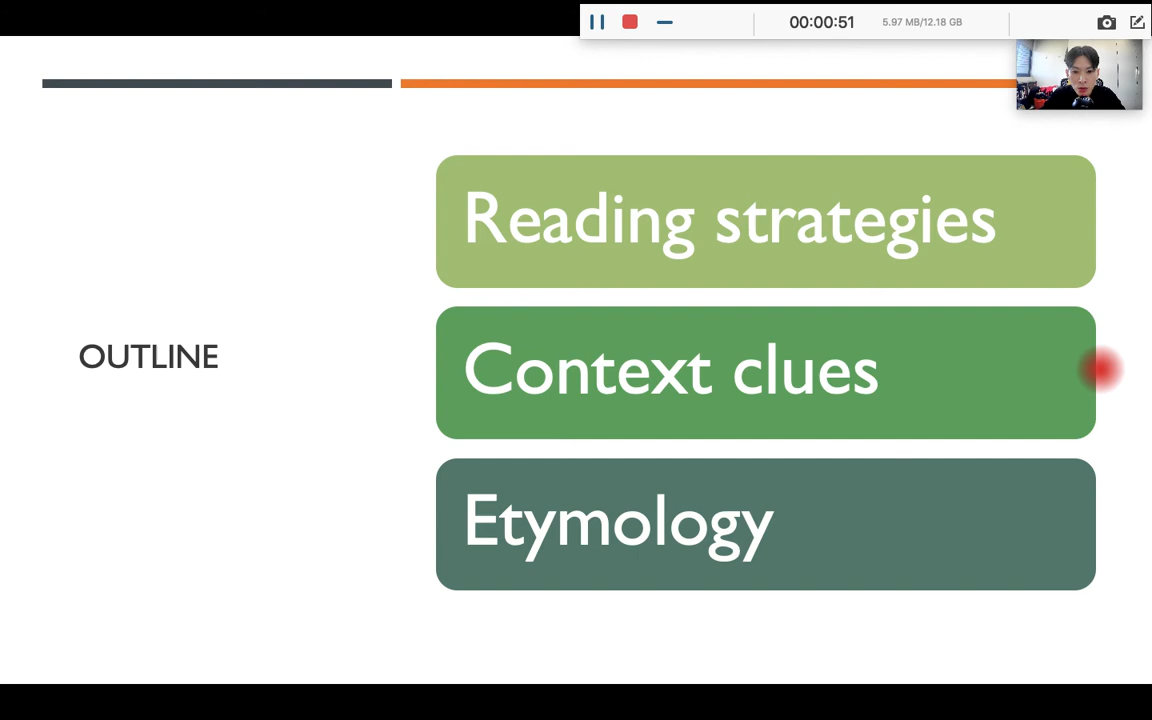 00:00:51
5.97 MB/12.18 GB
Reading strategies
OUTLINE
Context clues
Etymology